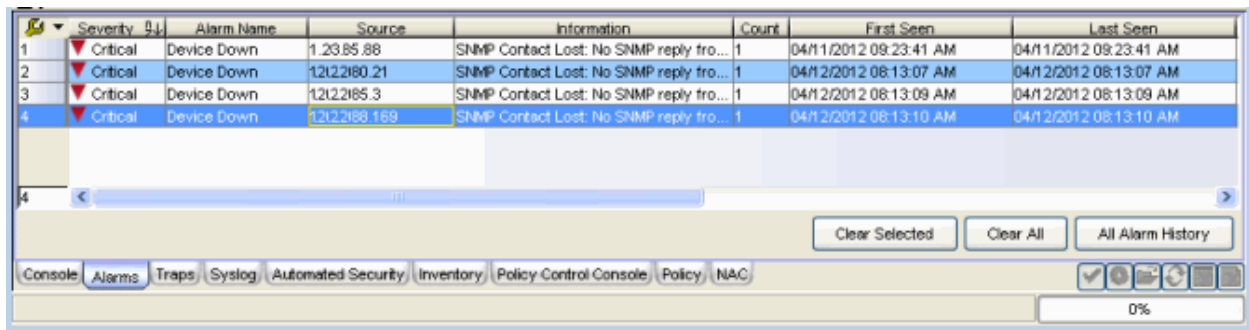 Severity Alarm Name Source Information Count First Seen Last Seen
1 Critical Device Down 1.23.85.88 SNMP Contact Lost: No SNMP reply fro... 1 04/11/2012 09:23:41 AM 04/11/2012 09:23:41 AM
2 Critical Device Down SNMP Contact Lost: No SNMP reply fro... 1 04/12/2012 08:13:07 AM 04/12/2012 08:13:07 AM
3 Critical Device Down SNMP Contact Lost: No SNMP reply fro... 1 04/12/2012 08:13:09 AM 04/12/2012 08:13:09 AM
4 Critical Device Down SNMP Contact Lost: No SNMP reply fro... 1 04/12/2012 08:13:10 AM 04/12/2012 08:13:10 AM
4
Clear Selected Clear All All Alarm History
Console Alarms Traps Syslog Automated Security Inventory Policy Control Console Policy NAC
0%